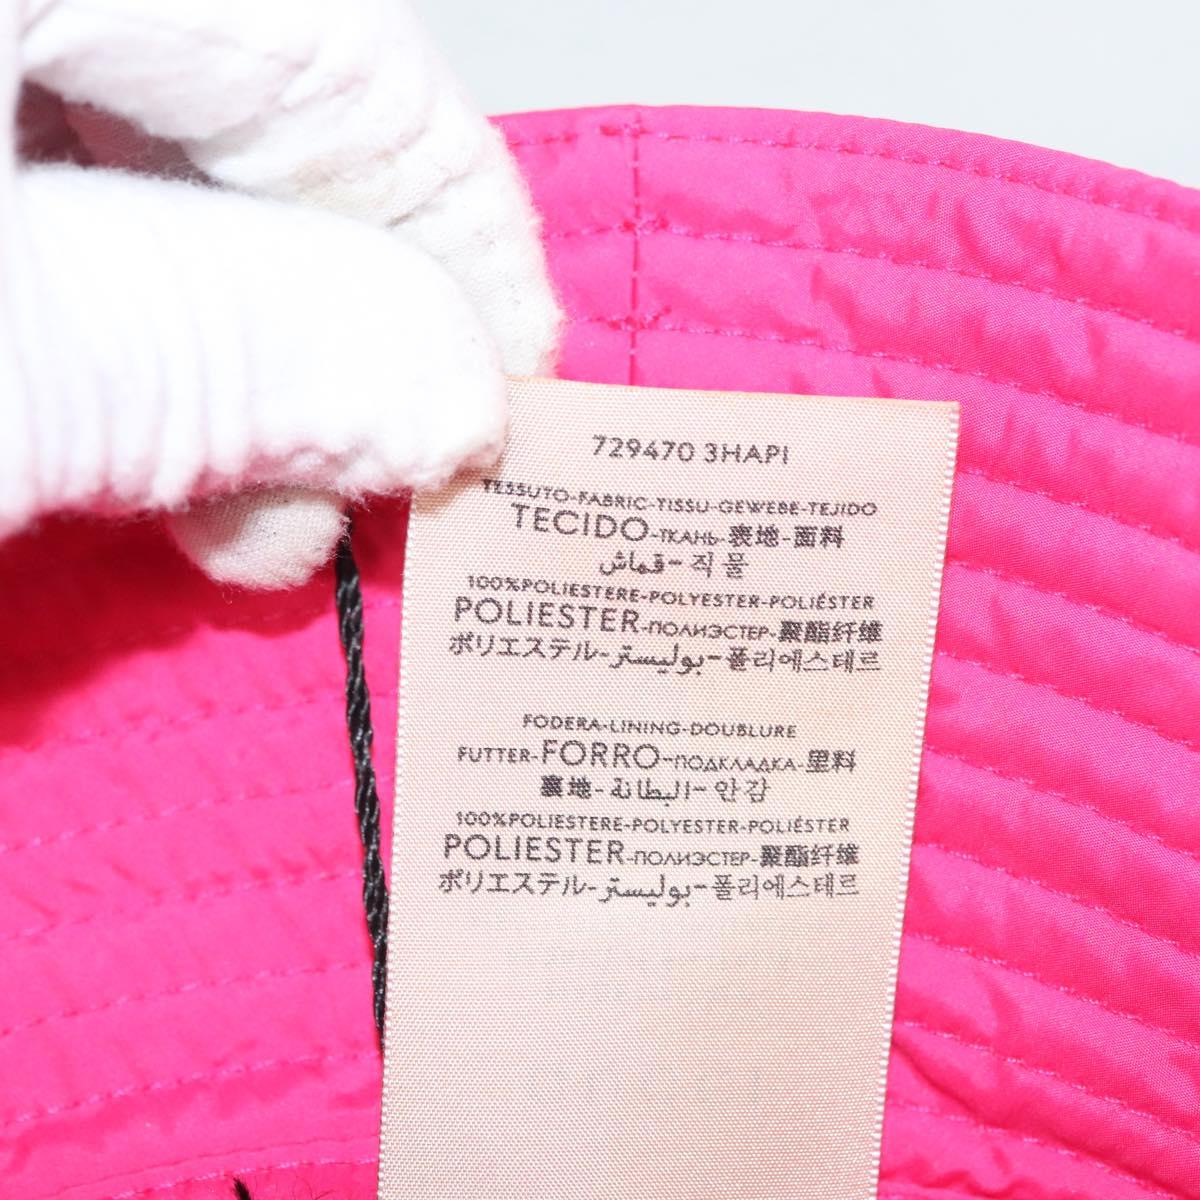 729470 3HAPI
TESSUTO-FABRIC-TISSU-GEWEBE-TEJIDO
TECIDO-ТКАНЬ-表地-面料
قماش-직물
100%POLIESTERE-POLYESTER-POLIÉSTER
POLIESTER-ПОЛИЭСТЕР-聚酯纤维
ポリエステル-بوليستر-폴리에스테르
FODERA-LINING-DOUBLURE
FUTTER-FORRO-ПОДКЛАДКА-里料
裏地-البطانة-안감
100%POLIESTERE-POLYESTER-POLIÉSTER
POLIESTER-ПОЛИЭСТЕР-聚酯纤维
ポリエステル-بوليستر-폴리에스테르